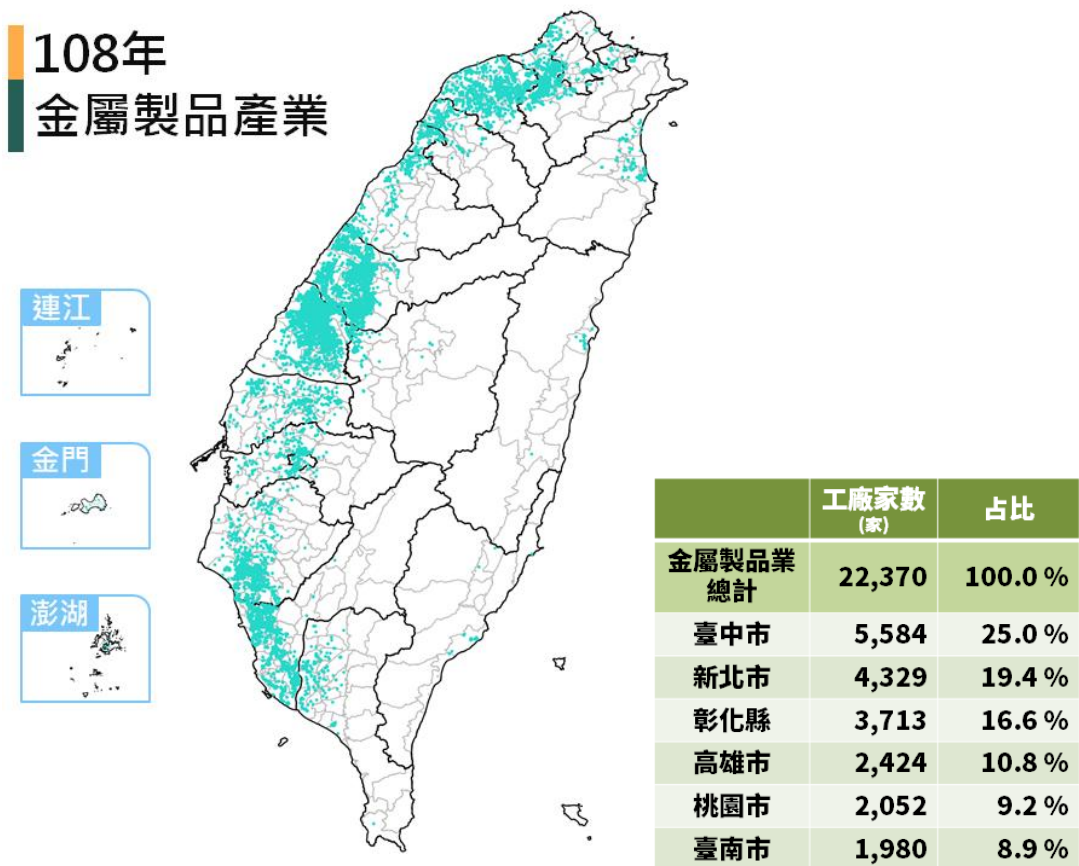 108年
金屬製品產業
連江
金門
澎湖
工廠家數 占比
(家)
金屬製品業
總計 22,370 100.0 %
臺中市 5,584 25.0 %
新北市 4,329 19.4 %
彰化縣 3,713 16.6 %
高雄市 2,424 10.8 %
桃園市 2,052 9.2 %
臺南市 1,980 8.9 %